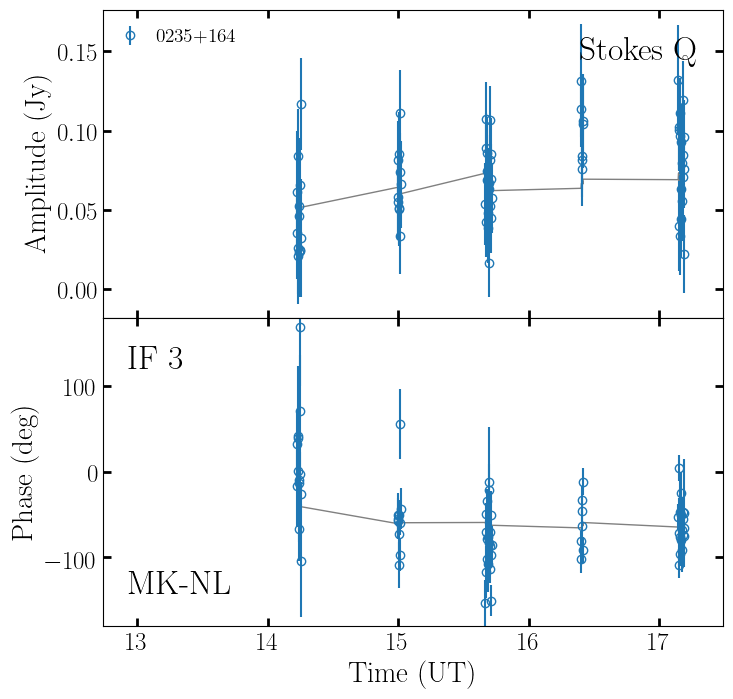 0235+164
Stokes Q
Amplitude (Jy)
0.15
0.10
0.05
0.00
IF 3
Phase (deg)
100
0
−100
MK-NL
13 14 15 16 17
Time (UT)